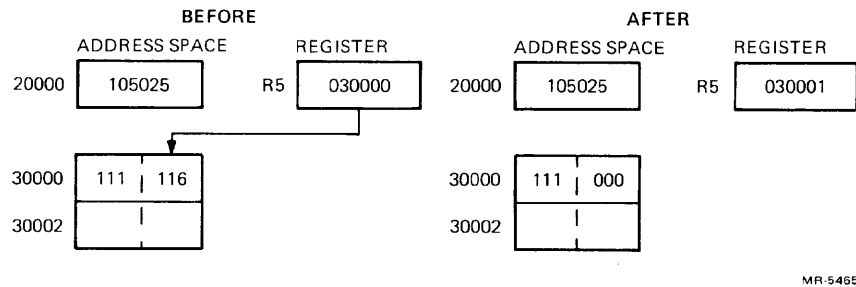 BEFORE
ADDRESS SPACE REGISTER
20000 105025 R5 030000
30000 111 116
30002
AFTER
ADDRESS SPACE REGISTER
20000 105025 R5 030001
30000 111 000
30002
MR-5465